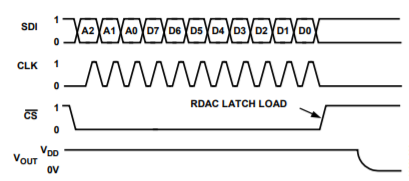 SDI 1 0 A2 A1 A0 D7 D6 D5 D4 D3 D2 D1 D0
CLK 1 0
CS 1 0 RDAC LATCH LOAD
VOUT VDD 0V